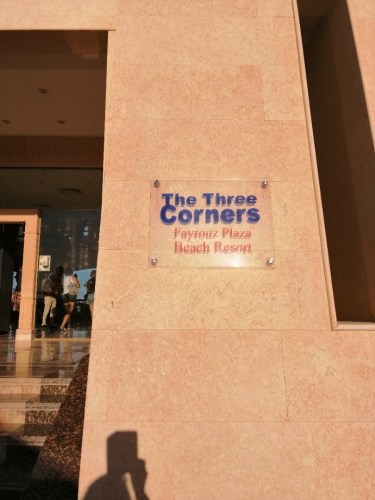 The Three
Corners
Fayrouz Plaza
Beach Resort